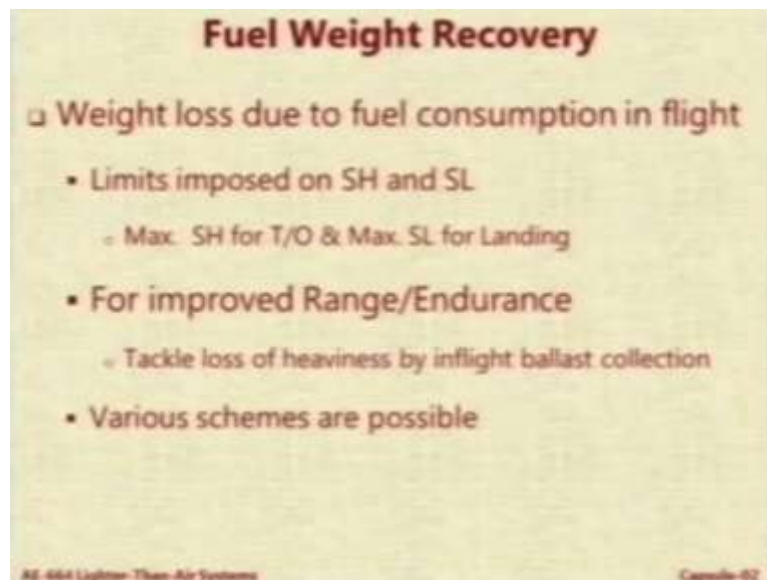 Fuel Weight Recovery
Weight loss due to fuel consumption in flight
Limits imposed on SH and SL
Max. SH for T/O & Max. SL for Landing
For improved Range/Endurance
Tackle loss of heaviness by inflight ballast collection
Various schemes are possible
AE-664 Lighter-Than-Air Systems
Capsule-02